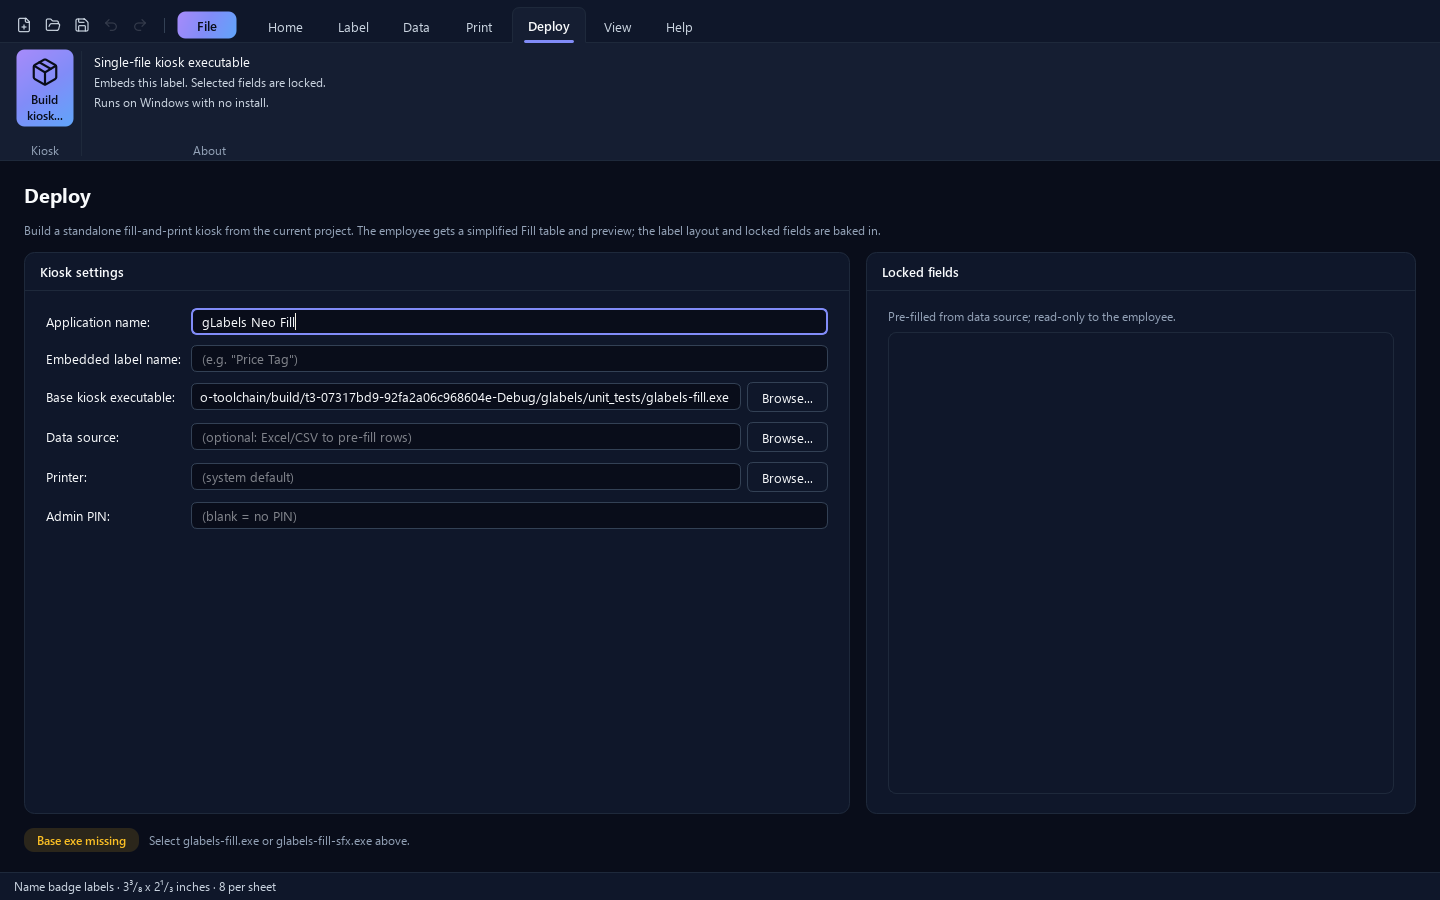 File
Home
Label
Data
Print
Deploy
View
Help
Build kiosk...
Kiosk
Single-file kiosk executable
Embeds this label. Selected fields are locked.
Runs on Windows with no install.
About
Deploy
Build a standalone fill-and-print kiosk from the current project. The employee gets a simplified Fill table and preview; the label layout and locked fields are baked in.
Kiosk settings
Application name: gLabels Neo Fill
Embedded label name: (e.g. "Price Tag")
Base kiosk executable: o-toolchain/build/t3-07317bd9-92fa2a06c968604e-Debug/glabels/unit_tests/glabels-fill.exe Browse...
Data source: (optional: Excel/CSV to pre-fill rows) Browse...
Printer: (system default) Browse...
Admin PIN: (blank = no PIN)
Locked fields
Pre-filled from data source; read-only to the employee.
Base exe missing Select glabels-fill.exe or glabels-fill-sfx.exe above.
Name badge labels · 3³/₈ x 2¹/₃ inches · 8 per sheet